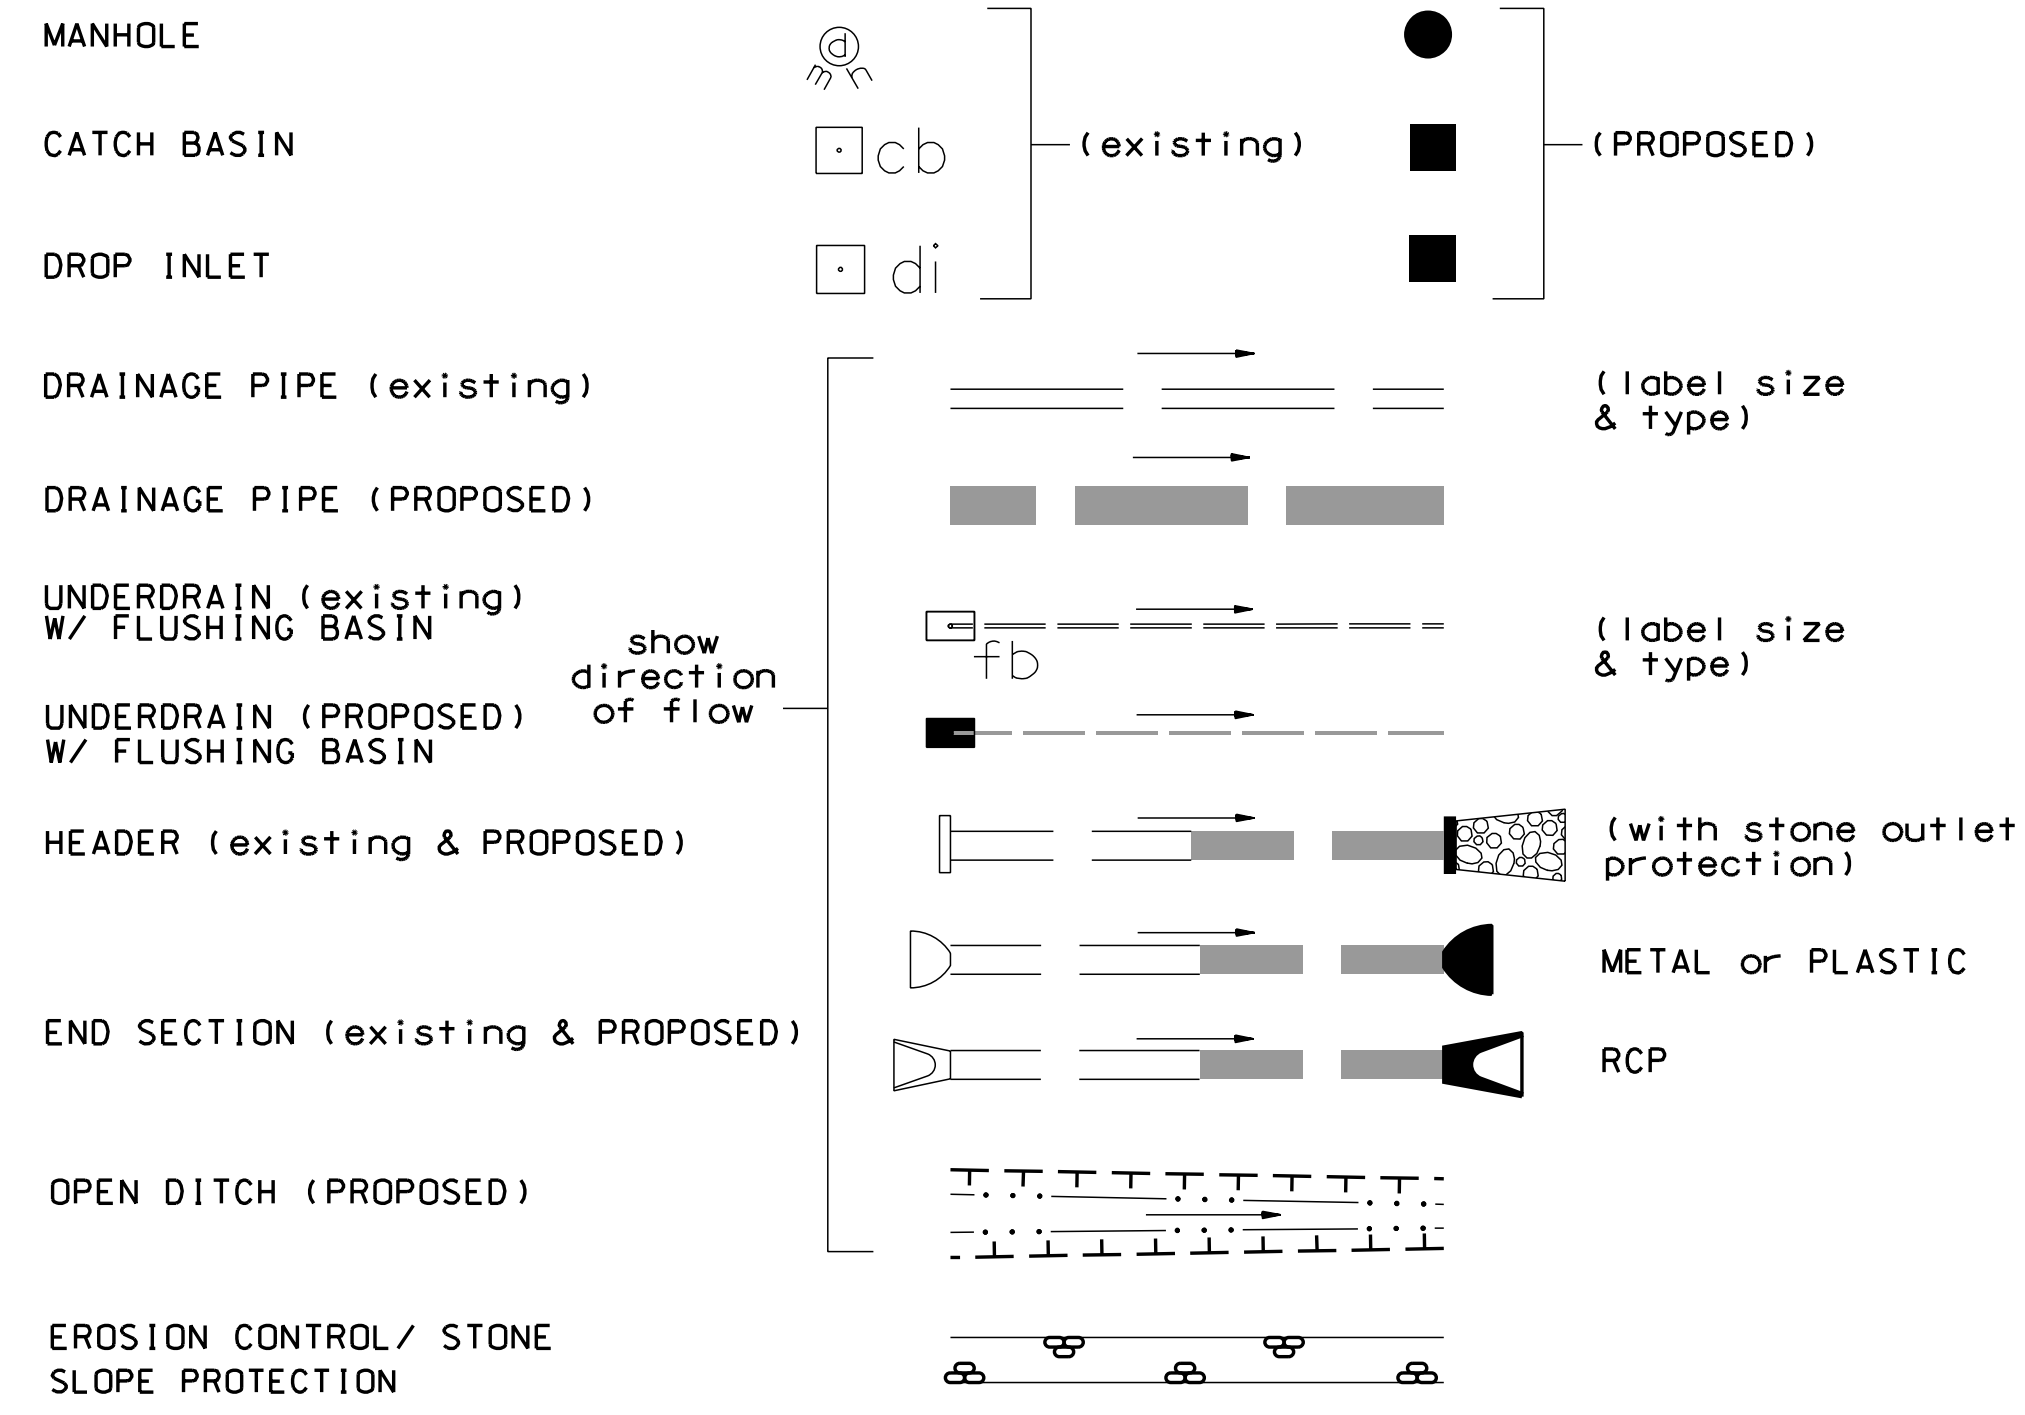 MANHOLE
d
mh
CATCH BASIN
cb
(existing)
(PROPOSED)
DROP INLET
di
DRAINAGE PIPE (existing)
(label size
& type)
DRAINAGE PIPE (PROPOSED)
UNDERDRAIN (existing)
W/ FLUSHING BASIN
fb
(label size
& type)
show
direction
of flow
UNDERDRAIN (PROPOSED)
W/ FLUSHING BASIN
HEADER (existing & PROPOSED)
(with stone outlet
protection)
METAL or PLASTIC
END SECTION (existing & PROPOSED)
RCP
OPEN DITCH (PROPOSED)
EROSION CONTROL/ STONE
SLOPE PROTECTION